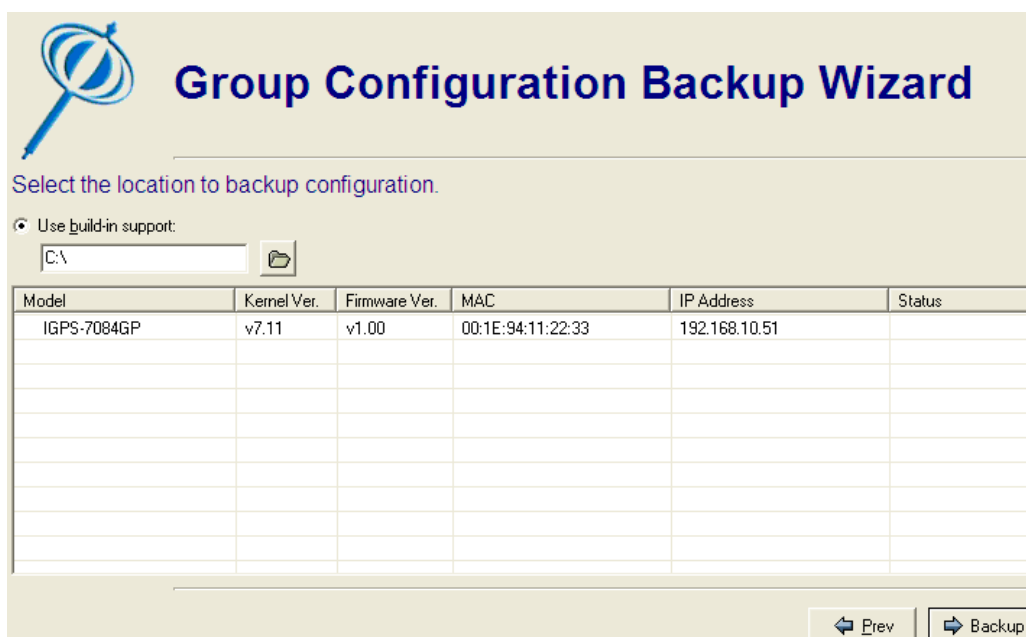 Group Configuration Backup Wizard
Select the location to backup configuration.
Use build-in support:
C:\
Model Kernel Ver. Firmware Ver. MAC IP Address Status
IGPS-7084GP v7.11 v1.00 00:1E:94:11:22:33 192.168.10.51
Prev Backup